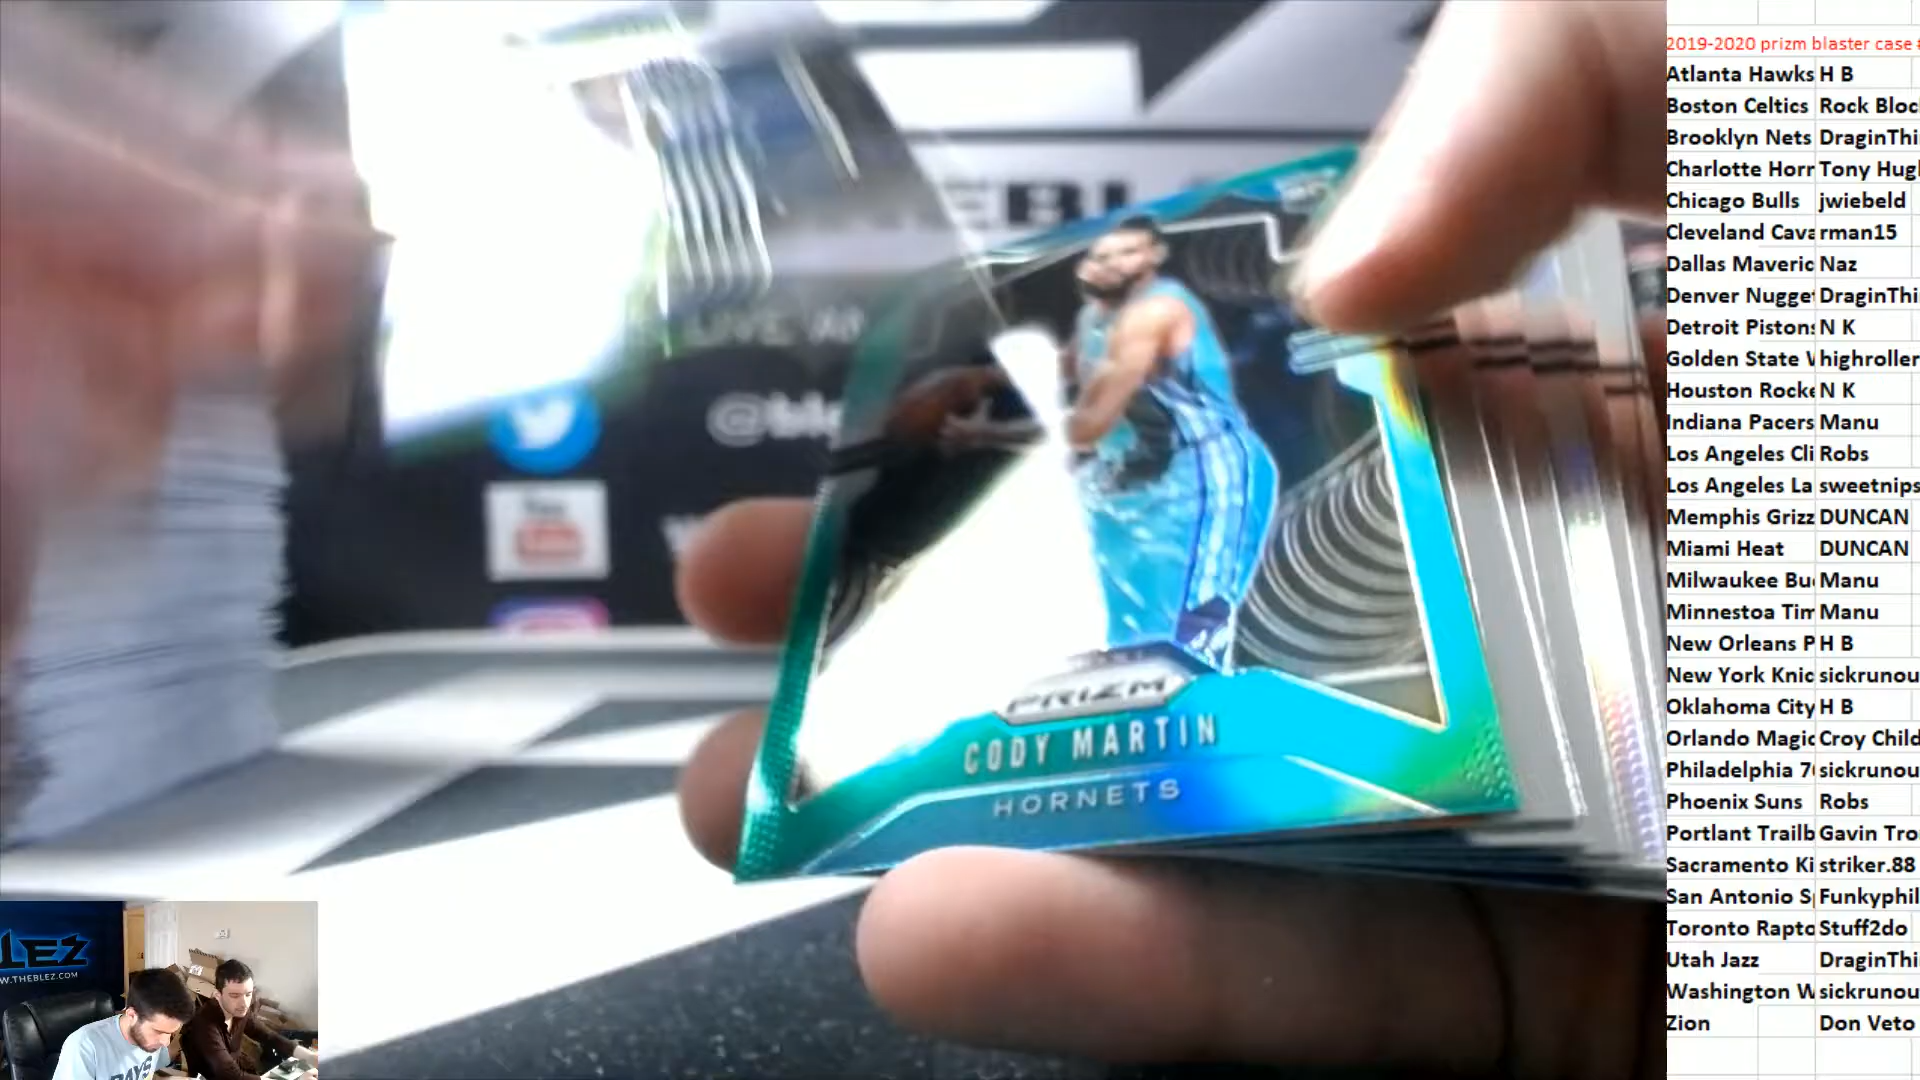 2019-2020 prizm blaster case
Atlanta Hawks H B
Boston Celtics Rock Bloc
Brooklyn Nets DraginThi
Charlotte Horr Tony Hugh
Chicago Bulls jwiebeld
Cleveland Cava rman15
Dallas Maveric Naz
Denver Nugget DraginThi
Detroit Pistons N K
Golden State highroller
Houston Rocke N K
Indiana Pacers Manu
Los Angeles Cli Robs
Los Angeles La sweetnips
Memphis Grizz DUNCAN
Miami Heat DUNCAN
Milwaukee Bu Manu
Minnestoa Tim Manu
New Orleans P H B
New York Knic sickrunou
Oklahoma City H B
Orlando Magic Croy Child
Philadelphia 7 sickrunou
Phoenix Suns Robs
Portlant Trailb Gavin Tro
Sacramento Ki striker.88
San Antonio S Funkyphil
Toronto Rapto Stuff2do
Utah Jazz DraginThi
Washington W sickrunou
Zion Don Veto
PRIZM
CODY MARTIN
HORNETS
LEZ
W.THEBLEZ.COM
RAYS